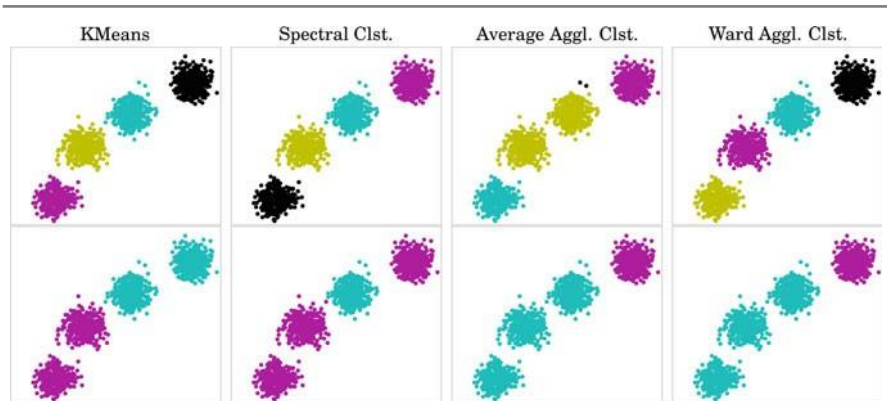 KMeans
Spectral Clst.
Average Aggl. Clst.
Ward Aggl. Clst.